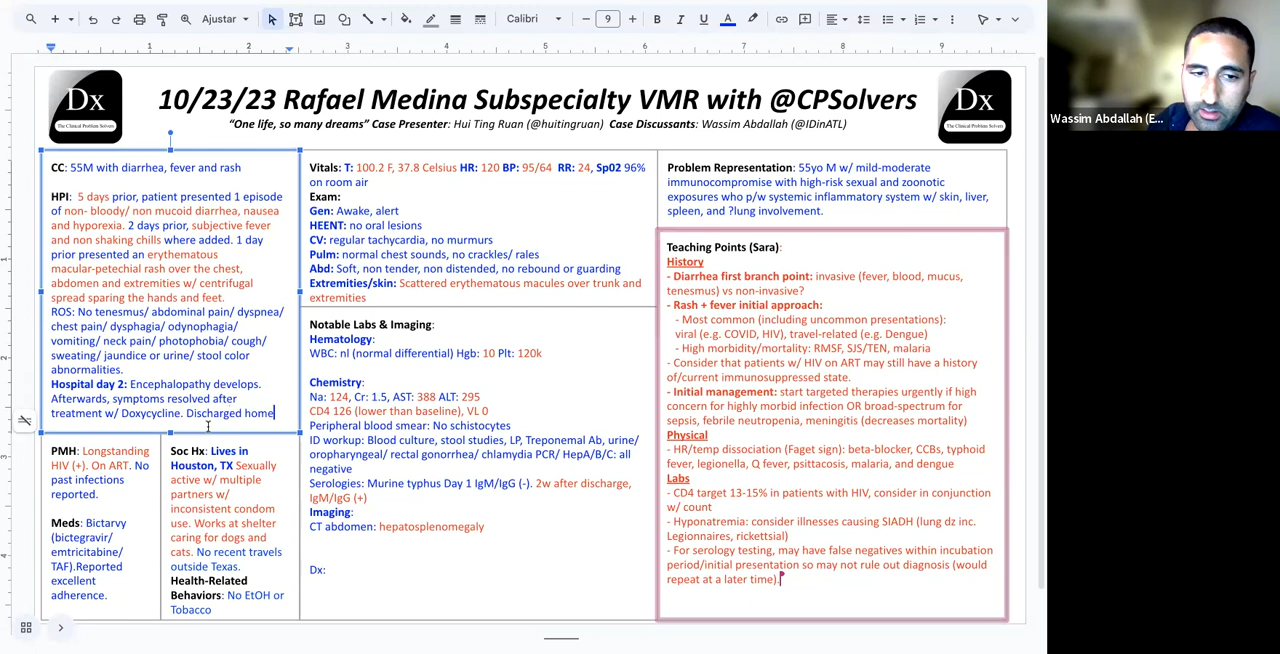 Ajustar
Calibri
9
B I U A
1 2 3 4 5 6 7 8 9
Dx
The Clinical Problem Solvers
10/23/23 Rafael Medina Subspecialty VMR with @CPSolvers
“One life, so many dreams” Case Presenter: Hui Ting Ruan (@huitingruan) Case Discussants: Wassim Abdallah (@IDinATL)
Dx
The Clinical Problem Solvers
CC: 55M with diarrhea, fever and rash
HPI: 5 days prior, patient presented 1 episode
of non- bloody/ non mucoid diarrhea, nausea
and hyporexia. 2 days prior, subjective fever
and non shaking chills where added. 1 day
prior presented an erythematous
macular-petechial rash over the chest,
abdomen and extremities w/ centrifugal
spread sparing the hands and feet.
ROS: No tenesmus/ abdominal pain/ dyspnea/
chest pain/ dysphagia/ odynophagia/
vomiting/ neck pain/ photophobia/ cough/
sweating/ jaundice or urine/ stool color
abnormalities.
Hospital day 2: Encephalopathy develops.
Afterwards, symptoms resolved after
treatment w/ Doxycycline. Discharged home
PMH: Longstanding
HIV (+). On ART. No
past infections
reported.
Meds: Bictarvy
(bictegravir/
emtricitabine/
TAF).Reported
excellent
adherence.
Soc Hx: Lives in
Houston, TX Sexually
active w/ multiple
partners w/
inconsistent condom
use. Works at shelter
caring for dogs and
cats. No recent travels
outside Texas.
Health-Related
Behaviors: No EtOH or
Tobacco
Vitals: T: 100.2 F, 37.8 Celsius HR: 120 BP: 95/64 RR: 24, Sp02 96%
on room air
Exam:
Gen: Awake, alert
HEENT: no oral lesions
CV: regular tachycardia, no murmurs
Pulm: normal chest sounds, no crackles/ rales
Abd: Soft, non tender, non distended, no rebound or guarding
Extremities/skin: Scattered erythematous macules over trunk and
extremities
Notable Labs & Imaging:
Hematology:
WBC: nl (normal differential) Hgb: 10 Plt: 120k
Chemistry:
Na: 124, Cr: 1.5, AST: 388 ALT: 295
CD4 126 (lower than baseline), VL 0
Peripheral blood smear: No schistocytes
ID workup: Blood culture, stool studies, LP, Treponemal Ab, urine/
oropharyngeal/ rectal gonorrhea/ chlamydia PCR/ HepA/B/C: all
negative
Serologies: Murine typhus Day 1 IgM/IgG (-). 2w after discharge,
IgM/IgG (+)
Imaging:
CT abdomen: hepatosplenomegaly
Dx:
Problem Representation: 55yo M w/ mild-moderate
immunocompromise with high-risk sexual and zoonotic
exposures who p/w systemic inflammatory system w/ skin, liver,
spleen, and ?lung involvement.
Teaching Points (Sara):
History
- Diarrhea first branch point: invasive (fever, blood, mucus,
tenesmus) vs non-invasive?
- Rash + fever initial approach:
- Most common (including uncommon presentations):
viral (e.g. COVID, HIV), travel-related (e.g. Dengue)
- High morbidity/mortality: RMSF, SJS/TEN, malaria
- Consider that patients w/ HIV on ART may still have a history
of/current immunosuppressed state.
- Initial management: start targeted therapies urgently if high
concern for highly morbid infection OR broad-spectrum for
sepsis, febrile neutropenia, meningitis (decreases mortality)
Physical
- HR/temp dissociation (Faget sign): beta-blocker, CCBs, typhoid
fever, legionella, Q fever, psittacosis, malaria, and dengue
Labs
- CD4 target 13-15% in patients with HIV, consider in conjunction
w/ count
- Hyponatremia: consider illnesses causing SIADH (lung dz inc.
Legionnaires, rickettsial)
- For serology testing, may have false negatives within incubation
period/initial presentation so may not rule out diagnosis (would
repeat at a later time).
1
2
3
4
5
Wassim Abdallah (E...